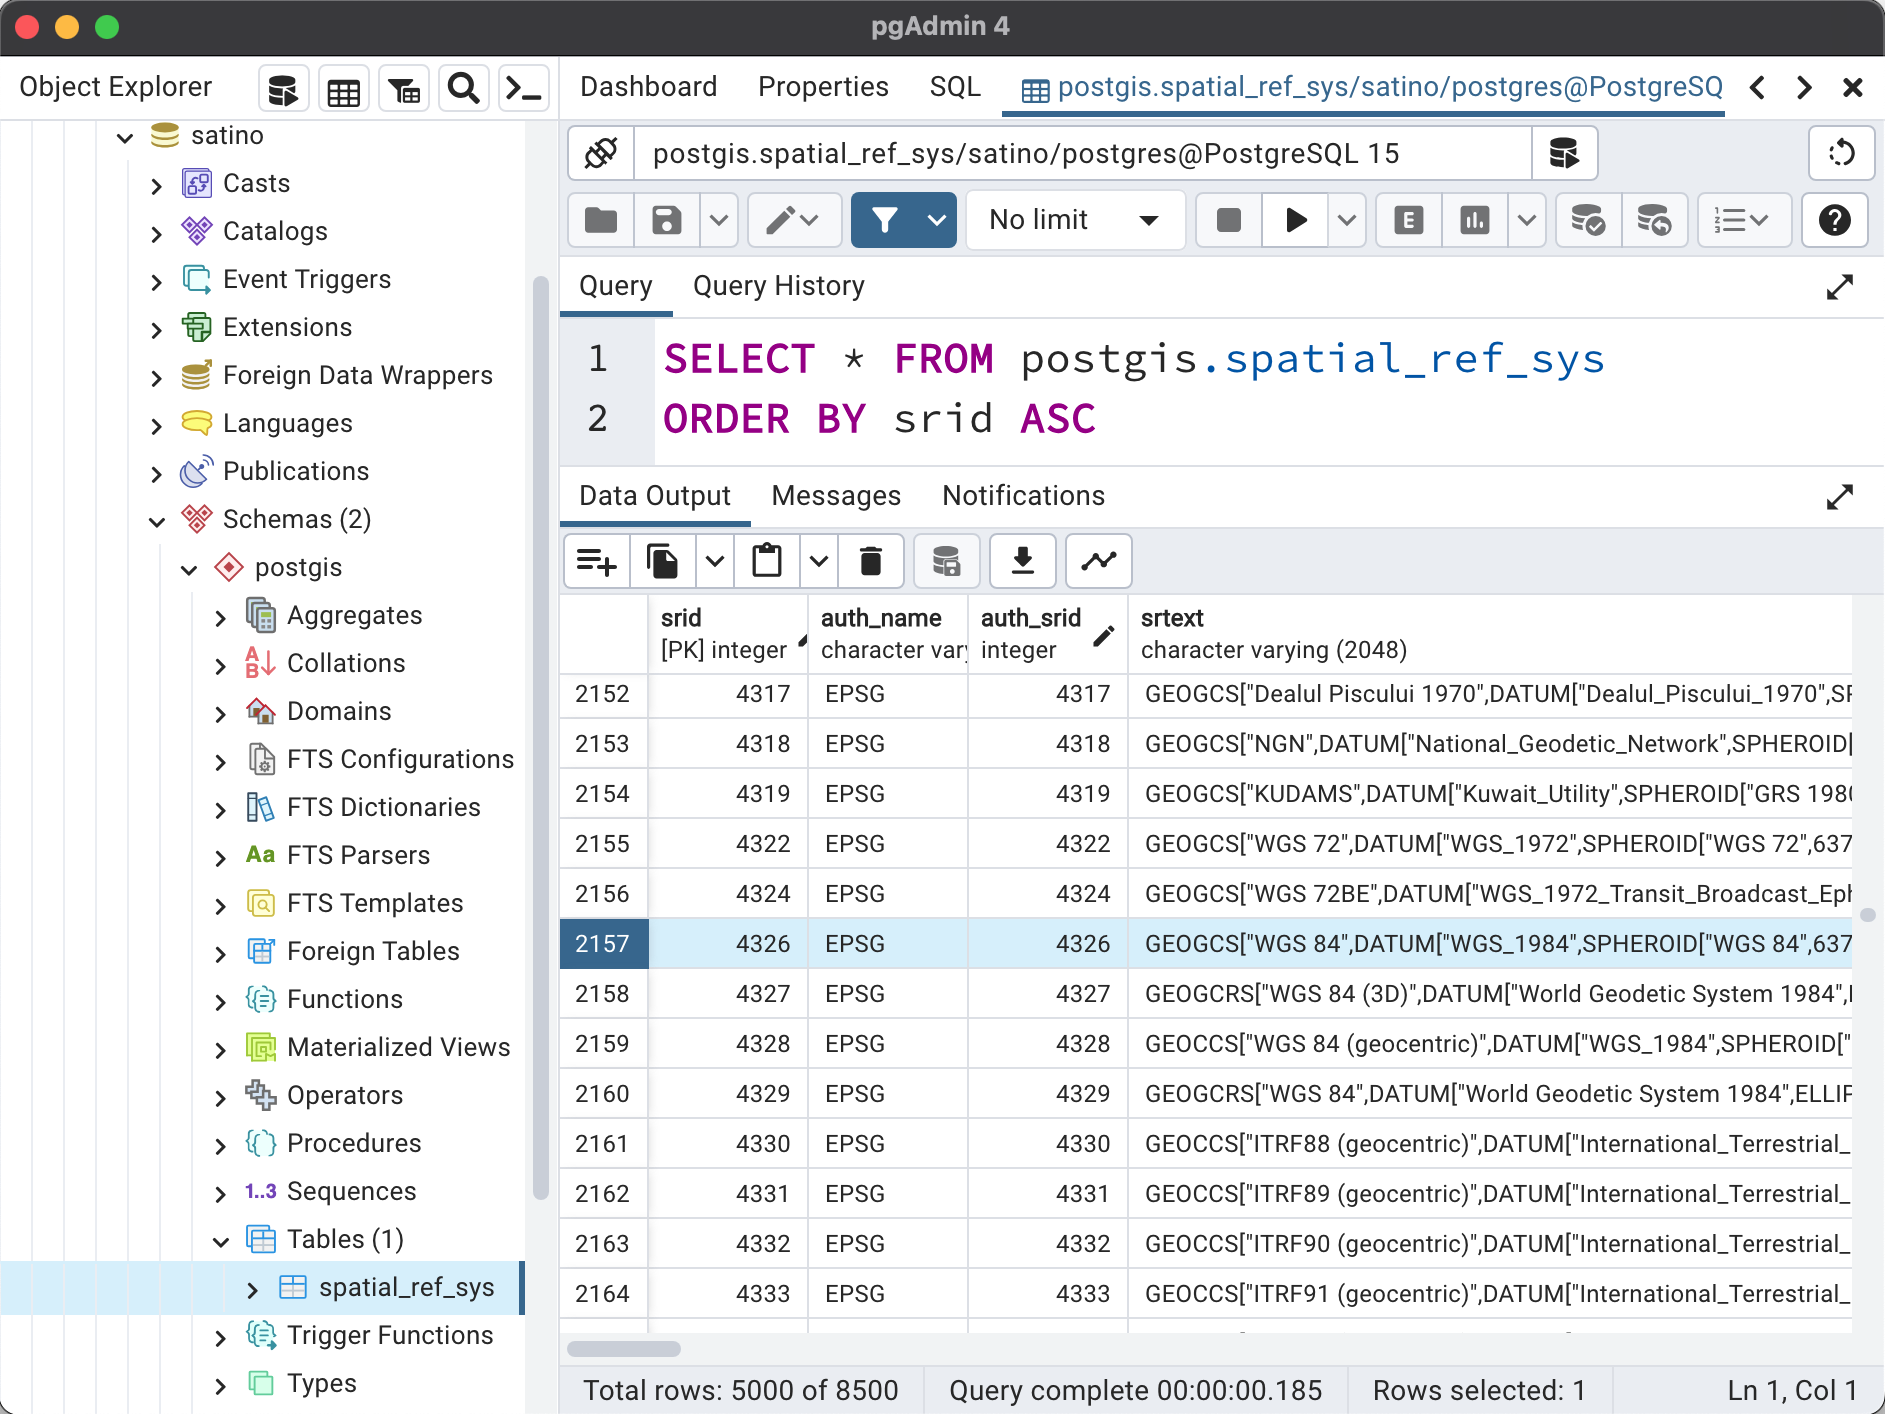 pgAdmin 4
Object Explorer
Dashboard Properties SQL postgis.spatial_ref_sys/satino/postgres@PostgreSQ
satino
Casts
Catalogs
Event Triggers
Extensions
Foreign Data Wrappers
Languages
Publications
Schemas (2)
postgis
Aggregates
Collations
Domains
FTS Configurations
FTS Dictionaries
Aa FTS Parsers
FTS Templates
Foreign Tables
Functions
Materialized Views
Operators
Procedures
1..3 Sequences
Tables (1)
spatial_ref_sys
Trigger Functions
Types
postgis.spatial_ref_sys/satino/postgres@PostgreSQL 15
No limit
E
Query Query History
1 SELECT * FROM postgis.spatial_ref_sys
2 ORDER BY srid ASC
Data Output Messages Notifications
srid auth_name auth_srid srtext
[PK] integer character vary integer character varying (2048)
2152 4317 EPSG 4317 GEOGCS["Dealul Piscului 1970",DATUM["Dealul_Piscului_1970",SP
2153 4318 EPSG 4318 GEOGCS["NGN",DATUM["National_Geodetic_Network",SPHEROID[
2154 4319 EPSG 4319 GEOGCS["KUDAMS",DATUM["Kuwait_Utility",SPHEROID["GRS 1980
2155 4322 EPSG 4322 GEOGCS["WGS 72",DATUM["WGS_1972",SPHEROID["WGS 72",637
2156 4324 EPSG 4324 GEOGCS["WGS 72BE",DATUM["WGS_1972_Transit_Broadcast_Eph
2157 4326 EPSG 4326 GEOGCS["WGS 84",DATUM["WGS_1984",SPHEROID["WGS 84",637
2158 4327 EPSG 4327 GEOGCRS["WGS 84 (3D)",DATUM["World Geodetic System 1984",
2159 4328 EPSG 4328 GEOCCS["WGS 84 (geocentric)",DATUM["WGS_1984",SPHEROID["
2160 4329 EPSG 4329 GEOGCRS["WGS 84",DATUM["World Geodetic System 1984",ELLIP
2161 4330 EPSG 4330 GEOCCS["ITRF88 (geocentric)",DATUM["International_Terrestrial_
2162 4331 EPSG 4331 GEOCCS["ITRF89 (geocentric)",DATUM["International_Terrestrial_
2163 4332 EPSG 4332 GEOCCS["ITRF90 (geocentric)",DATUM["International_Terrestrial_
2164 4333 EPSG 4333 GEOCCS["ITRF91 (geocentric)",DATUM["International_Terrestrial_
Total rows: 5000 of 8500 Query complete 00:00:00.185 Rows selected: 1 Ln 1, Col 1